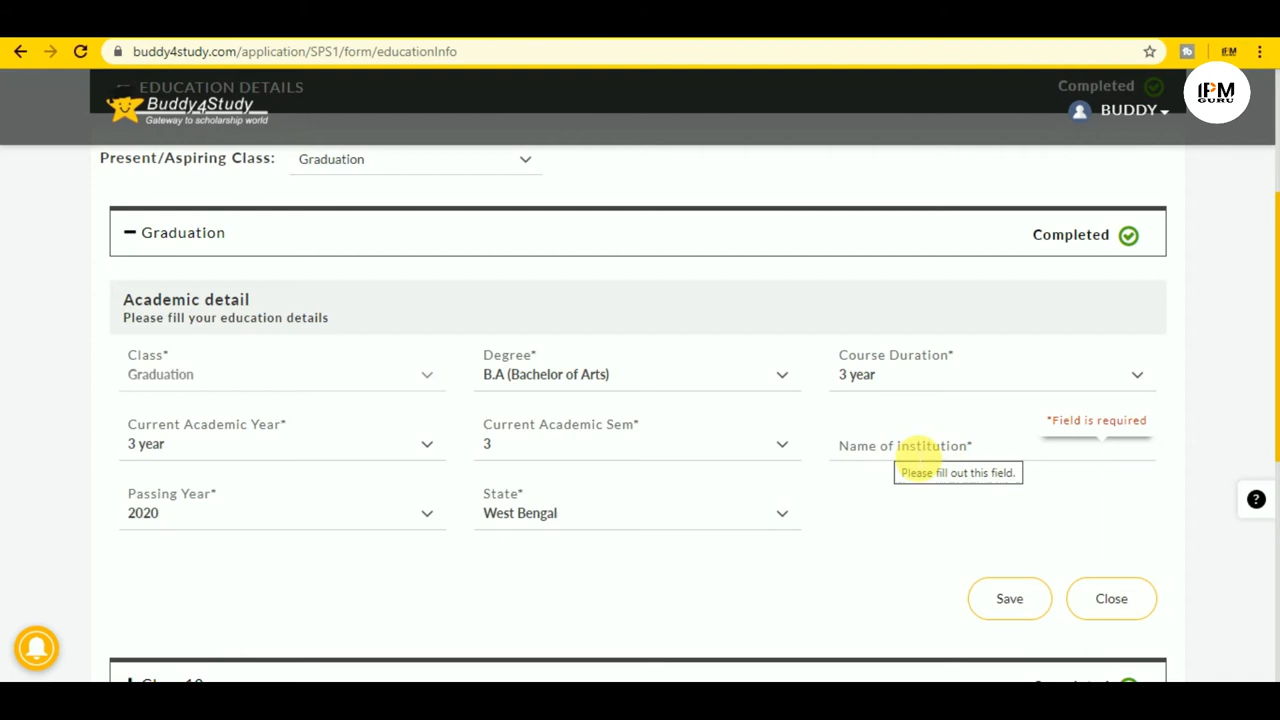 buddy4study.com/application/SPS1/form/educationInfo
EDUCATION DETAILS
Completed
Buddy4Study
Gateway to scholarship world
BUDDY
IPM
GURU
Present/Aspiring Class:
Graduation
Graduation
Completed
Academic detail
Please fill your education details
Class*
Degree*
Course Duration*
Graduation
B.A (Bachelor of Arts)
3 year
Current Academic Year*
Current Academic Sem*
*Field is required
3 year
3
Name of institution*
Please fill out this field.
Passing Year*
State*
2020
West Bengal
Save
Close